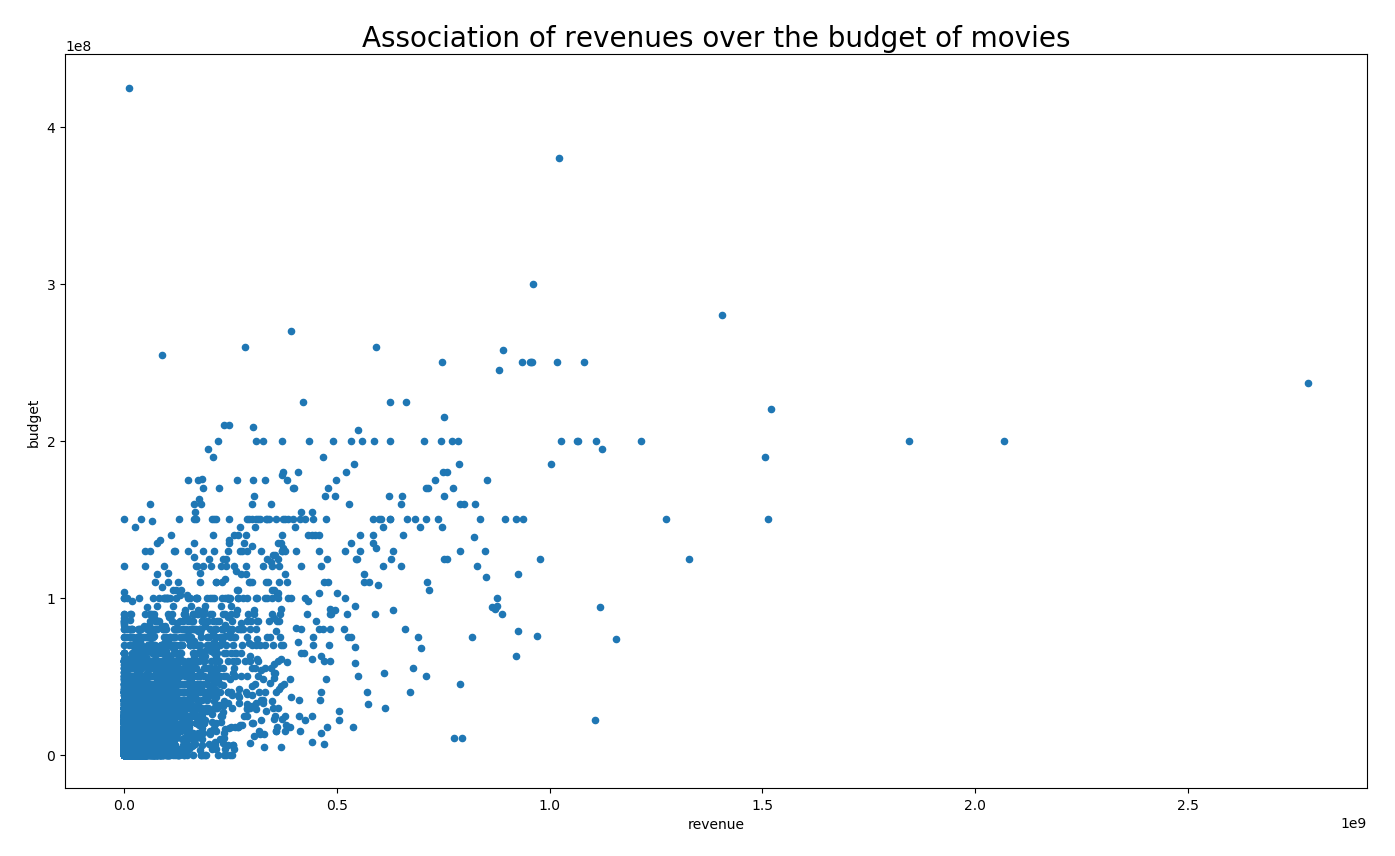 Association of revenues over the budget of movies
1e8
4
3
2
1
0
budget
0.0 0.5 1.0 1.5 2.0 2.5
revenue
1e9